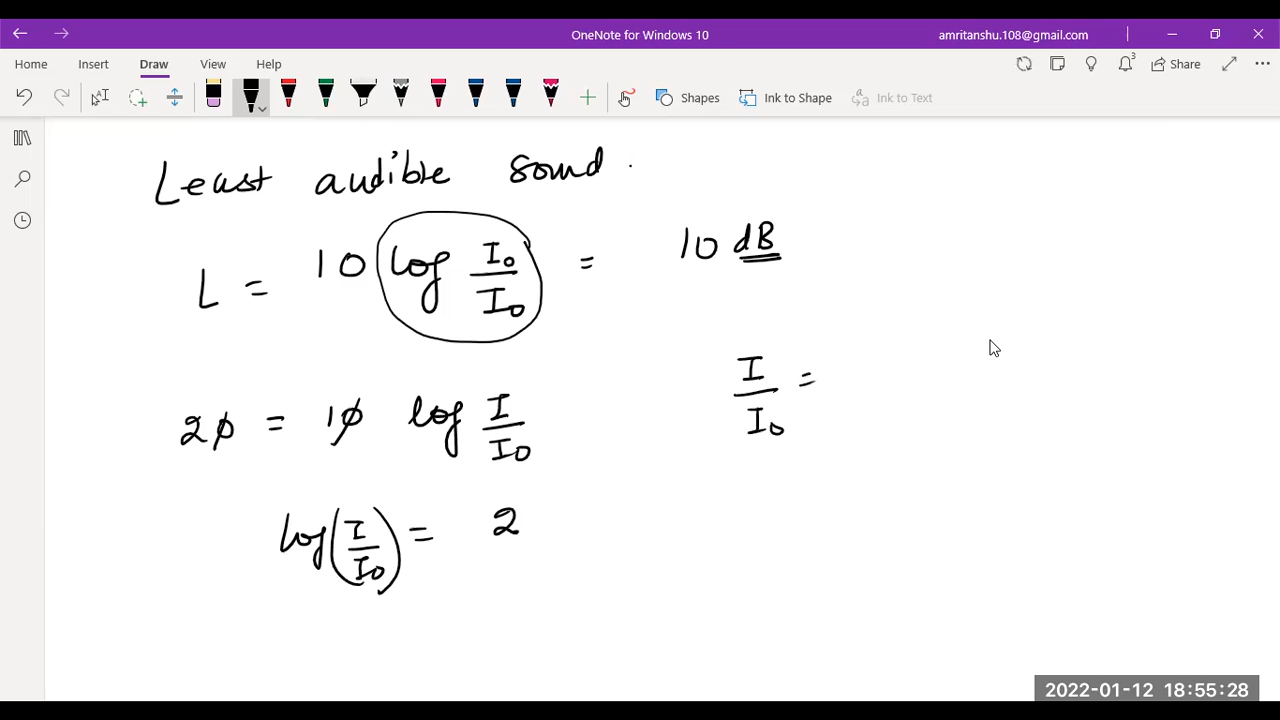 OneNote for Windows 10
amritanshu.108@gmail.com
Home Insert Draw View Help
3
Share
Shapes
Ink to Shape
Ink to Text
Least audible sound .
L = 10 log I₀/I₀ = 10 dB
I/I₀ =
20 = 10 log I/I₀
log(I/I₀) = 2
2022-01-12 18:55:28